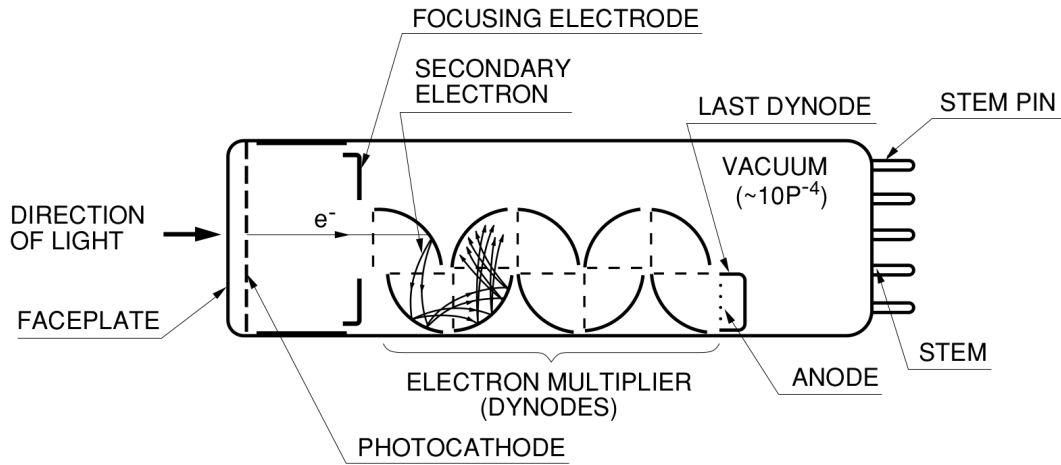 FOCUSING ELECTRODE
SECONDARY
ELECTRON
LAST DYNODE
STEM PIN
VACUUM
(~10P⁻⁴)
DIRECTION
OF LIGHT
e⁻
FACEPLATE
STEM
ELECTRON MULTIPLIER
(DYNODES)
ANODE
PHOTOCATHODE